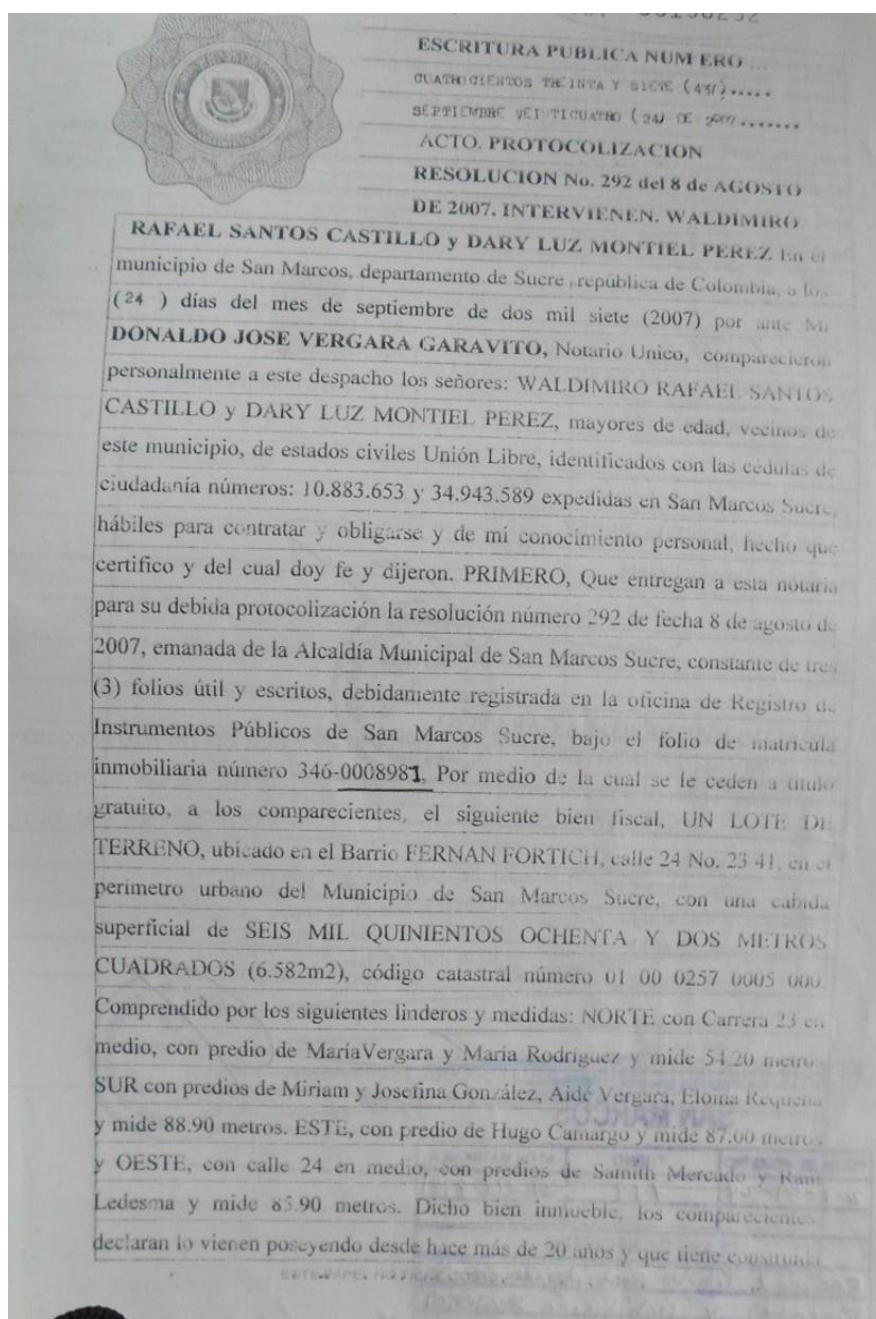 ESCRITURA PUBLICA NUM ERO ...
CUATROCIENTOS TREINTA Y SIETE (437).....
SEPTIEMBRE VEINTICUATRO (24) DE 2007.......
ACTO. PROTOCOLIZACION
RESOLUCION No. 292 del 8 de AGOSTO
DE 2007. INTERVIENEN. WALDIMIRO
RAFAEL SANTOS CASTILLO y DARY LUZ MONTIEL PEREZ En el
municipio de San Marcos, departamento de Sucre, república de Colombia, a los
(24 ) días del mes de septiembre de dos mil siete (2007) por ante Mi
DONALDO JOSE VERGARA GARAVITO, Notario Unico, comparecieron
personalmente a este despacho los señores: WALDIMIRO RAFAEL SANTOS
CASTILLO y DARY LUZ MONTIEL PEREZ, mayores de edad, vecinos de
este municipio, de estados civiles Unión Libre, identificados con las cédulas de
ciudadanía números: 10.883.653 y 34.943.589 expedidas en San Marcos Sucre,
hábiles para contratar y obligarse y de mi conocimiento personal, hecho que
certifico y del cual doy fe y dijeron. PRIMERO, Que entregan a esta notaria
para su debida protocolización la resolución número 292 de fecha 8 de agosto de
2007, emanada de la Alcaldía Municipal de San Marcos Sucre, constante de tres
(3) folios útil y escritos, debidamente registrada en la oficina de Registro de
Instrumentos Públicos de San Marcos Sucre, bajo el folio de matricula
inmobiliaria número 346-0008981, Por medio de la cual se le ceden a titulo
gratuito, a los comparecientes, el siguiente bien fiscal, UN LOTE DE
TERRENO, ubicado en el Barrio FERNAN FORTICH, calle 24 No. 23 41, en el
perímetro urbano del Municipio de San Marcos Sucre, con una cabida
superficial de SEIS MIL QUINIENTOS OCHENTA Y DOS METROS
CUADRADOS (6.582m2), código catastral número 01 00 0257 0005 000.
Comprendido por los siguientes linderos y medidas: NORTE con Carrera 23 en
medio, con predio de MaríaVergara y María Rodríguez y mide 54.20 metros
SUR con predios de Miriam y Josefina González, Aidé Vergara, Eloina Requena
y mide 88.90 metros. ESTE, con predio de Hugo Camargo y mide 87.00 metros
y OESTE, con calle 24 en medio, con predios de Samith Mercado y Raúl
Ledesma y mide 85.90 metros. Dicho bien inmueble, los comparecientes,
declaran lo vienen poseyendo desde hace más de 20 años y que tiene construida